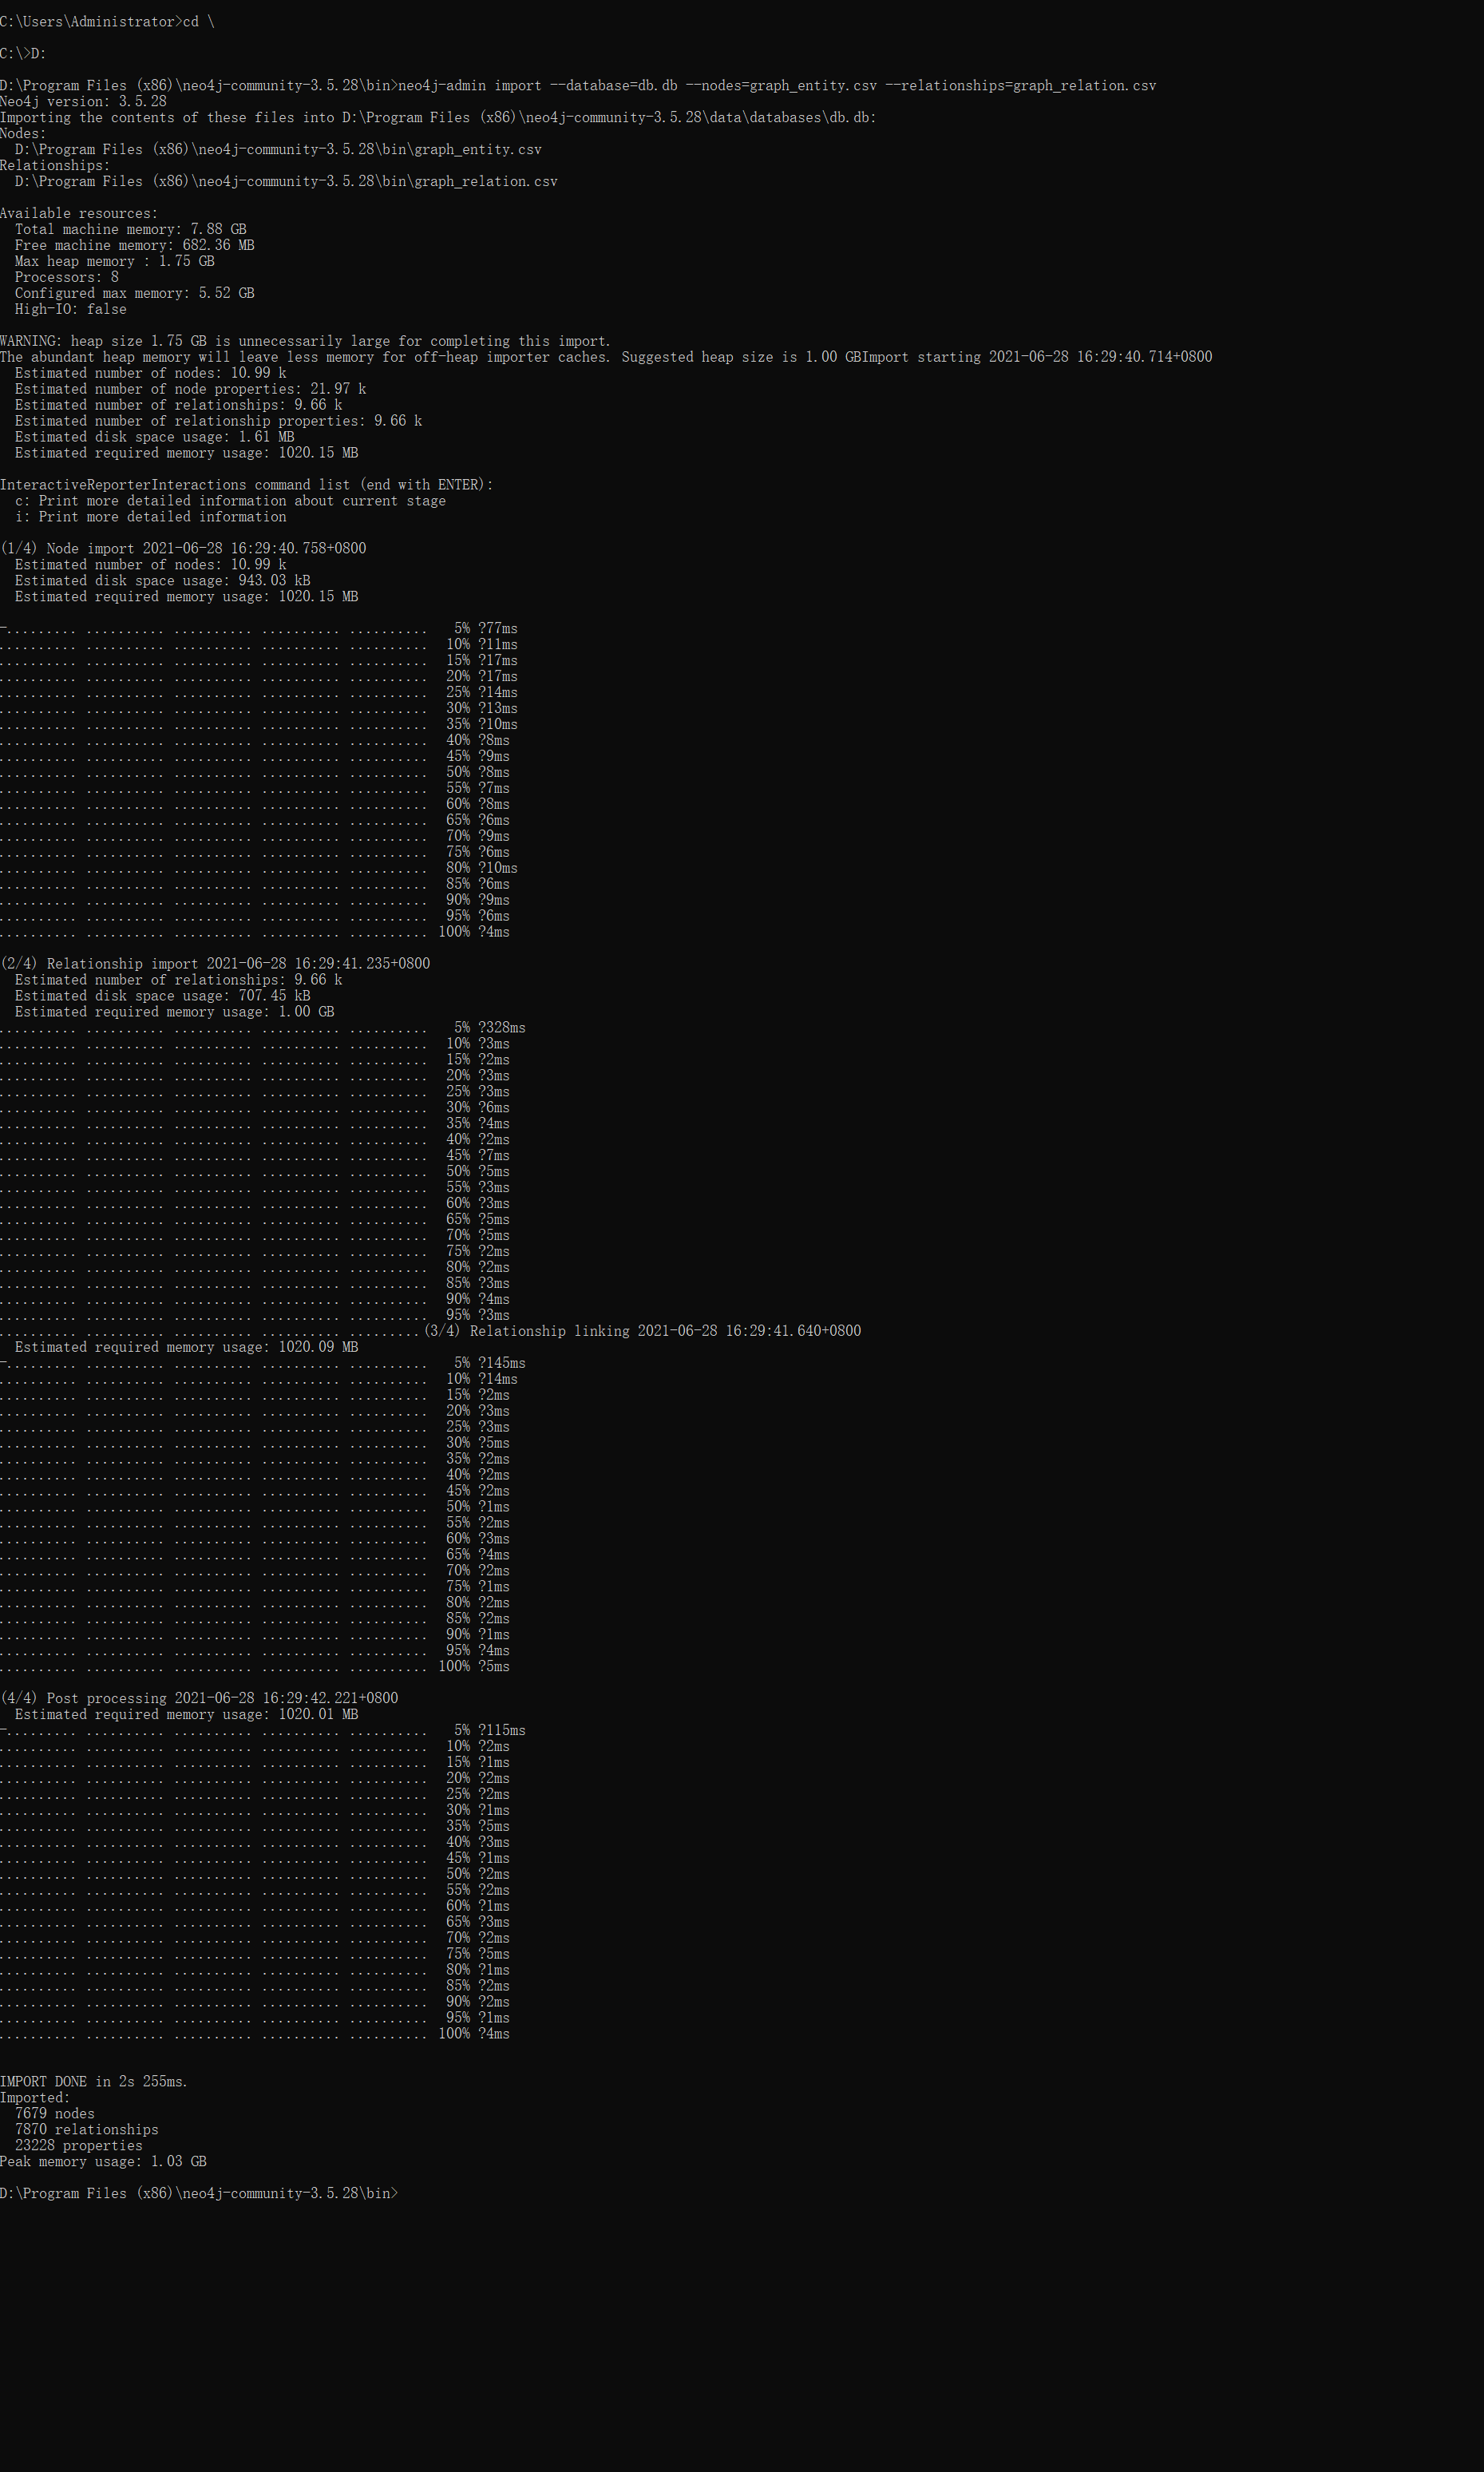 C:\Users\Administrator>cd \
C:\>D:
D:\Program Files (x86)\neo4j-community-3.5.28\bin>neo4j-admin import --database=db.db --nodes=graph_entity.csv --relationships=graph_relation.csv
Neo4j version: 3.5.28
Importing the contents of these files into D:\Program Files (x86)\neo4j-community-3.5.28\data\databases\db.db:
Nodes:
  D:\Program Files (x86)\neo4j-community-3.5.28\bin\graph_entity.csv
Relationships:
  D:\Program Files (x86)\neo4j-community-3.5.28\bin\graph_relation.csv
Available resources:
  Total machine memory: 7.88 GB
  Free machine memory: 682.36 MB
  Max heap memory : 1.75 GB
  Processors: 8
  Configured max memory: 5.52 GB
  High-IO: false
WARNING: heap size 1.75 GB is unnecessarily large for completing this import.
The abundant heap memory will leave less memory for off-heap importer caches. Suggested heap size is 1.00 GBImport starting 2021-06-28 16:29:40.714+0800
  Estimated number of nodes: 10.99 k
  Estimated number of node properties: 21.97 k
  Estimated number of relationships: 9.66 k
  Estimated number of relationship properties: 9.66 k
  Estimated disk space usage: 1.61 MB
  Estimated required memory usage: 1020.15 MB
InteractiveReporterInteractions command list (end with ENTER):
  c: Print more detailed information about current stage
  i: Print more detailed information
(1/4) Node import 2021-06-28 16:29:40.758+0800
  Estimated number of nodes: 10.99 k
  Estimated disk space usage: 943.03 kB
  Estimated required memory usage: 1020.15 MB
-......... .......... .......... .......... ..........   5% ?77ms
.......... .......... .......... .......... ..........  10% ?11ms
.......... .......... .......... .......... ..........  15% ?17ms
.......... .......... .......... .......... ..........  20% ?17ms
.......... .......... .......... .......... ..........  25% ?14ms
.......... .......... .......... .......... ..........  30% ?13ms
.......... .......... .......... .......... ..........  35% ?10ms
.......... .......... .......... .......... ..........  40% ?8ms
.......... .......... .......... .......... ..........  45% ?9ms
.......... .......... .......... .......... ..........  50% ?8ms
.......... .......... .......... .......... ..........  55% ?7ms
.......... .......... .......... .......... ..........  60% ?8ms
.......... .......... .......... .......... ..........  65% ?6ms
.......... .......... .......... .......... ..........  70% ?9ms
.......... .......... .......... .......... ..........  75% ?6ms
.......... .......... .......... .......... ..........  80% ?10ms
.......... .......... .......... .......... ..........  85% ?6ms
.......... .......... .......... .......... ..........  90% ?9ms
.......... .......... .......... .......... ..........  95% ?6ms
.......... .......... .......... .......... .......... 100% ?4ms
(2/4) Relationship import 2021-06-28 16:29:41.235+0800
  Estimated number of relationships: 9.66 k
  Estimated disk space usage: 707.45 kB
  Estimated required memory usage: 1.00 GB
.......... .......... .......... .......... ..........   5% ?328ms
.......... .......... .......... .......... ..........  10% ?3ms
.......... .......... .......... .......... ..........  15% ?2ms
.......... .......... .......... .......... ..........  20% ?3ms
.......... .......... .......... .......... ..........  25% ?3ms
.......... .......... .......... .......... ..........  30% ?6ms
.......... .......... .......... .......... ..........  35% ?4ms
.......... .......... .......... .......... ..........  40% ?2ms
.......... .......... .......... .......... ..........  45% ?7ms
.......... .......... .......... .......... ..........  50% ?5ms
.......... .......... .......... .......... ..........  55% ?3ms
.......... .......... .......... .......... ..........  60% ?3ms
.......... .......... .......... .......... ..........  65% ?5ms
.......... .......... .......... .......... ..........  70% ?5ms
.......... .......... .......... .......... ..........  75% ?2ms
.......... .......... .......... .......... ..........  80% ?2ms
.......... .......... .......... .......... ..........  85% ?3ms
.......... .......... .......... .......... ..........  90% ?4ms
.......... .......... .......... .......... ..........  95% ?3ms
.......... .......... .......... .......... .........(3/4) Relationship linking 2021-06-28 16:29:41.640+0800
  Estimated required memory usage: 1020.09 MB
-......... .......... .......... .......... ..........   5% ?145ms
.......... .......... .......... .......... ..........  10% ?14ms
.......... .......... .......... .......... ..........  15% ?2ms
.......... .......... .......... .......... ..........  20% ?3ms
.......... .......... .......... .......... ..........  25% ?3ms
.......... .......... .......... .......... ..........  30% ?5ms
.......... .......... .......... .......... ..........  35% ?2ms
.......... .......... .......... .......... ..........  40% ?2ms
.......... .......... .......... .......... ..........  45% ?2ms
.......... .......... .......... .......... ..........  50% ?1ms
.......... .......... .......... .......... ..........  55% ?2ms
.......... .......... .......... .......... ..........  60% ?3ms
.......... .......... .......... .......... ..........  65% ?4ms
.......... .......... .......... .......... ..........  70% ?2ms
.......... .......... .......... .......... ..........  75% ?1ms
.......... .......... .......... .......... ..........  80% ?2ms
.......... .......... .......... .......... ..........  85% ?2ms
.......... .......... .......... .......... ..........  90% ?1ms
.......... .......... .......... .......... ..........  95% ?4ms
.......... .......... .......... .......... .......... 100% ?5ms
(4/4) Post processing 2021-06-28 16:29:42.221+0800
  Estimated required memory usage: 1020.01 MB
-......... .......... .......... .......... ..........   5% ?115ms
.......... .......... .......... .......... ..........  10% ?2ms
.......... .......... .......... .......... ..........  15% ?1ms
.......... .......... .......... .......... ..........  20% ?2ms
.......... .......... .......... .......... ..........  25% ?2ms
.......... .......... .......... .......... ..........  30% ?1ms
.......... .......... .......... .......... ..........  35% ?5ms
.......... .......... .......... .......... ..........  40% ?3ms
.......... .......... .......... .......... ..........  45% ?1ms
.......... .......... .......... .......... ..........  50% ?2ms
.......... .......... .......... .......... ..........  55% ?2ms
.......... .......... .......... .......... ..........  60% ?1ms
.......... .......... .......... .......... ..........  65% ?3ms
.......... .......... .......... .......... ..........  70% ?2ms
.......... .......... .......... .......... ..........  75% ?5ms
.......... .......... .......... .......... ..........  80% ?1ms
.......... .......... .......... .......... ..........  85% ?2ms
.......... .......... .......... .......... ..........  90% ?2ms
.......... .......... .......... .......... ..........  95% ?1ms
.......... .......... .......... .......... .......... 100% ?4ms
IMPORT DONE in 2s 255ms.
Imported:
  7679 nodes
  7870 relationships
  23228 properties
Peak memory usage: 1.03 GB
D:\Program Files (x86)\neo4j-community-3.5.28\bin>